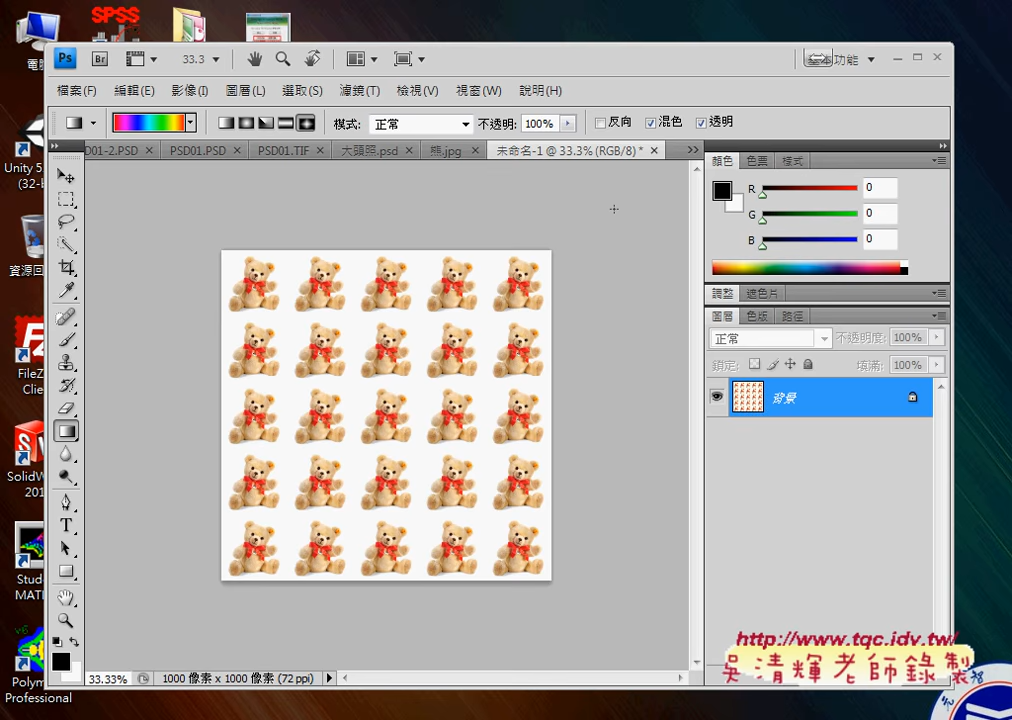 SPSS
Ps Br 33.3 基本功能
檔案(F) 編輯(E) 影像(I) 圖層(L) 選取(S) 濾鏡(T) 檢視(V) 視窗(W) 說明(H)
模式: 正常 不透明: 100% 反向 混色 透明
D01-2.PSD PSD01.PSD PSD01.TIF 大頭照.psd 熊.jpg 未命名-1 @ 33.3% (RGB/8) *
顏色 色票 樣式
R 0
G 0
B 0
調整 遮色片
圖層 色版 路徑
正常 不透明度: 100%
鎖定: 填滿: 100%
背景
33.33% 1000 像素 x 1000 像素 (72 ppi)
Unity 5.
(32-b
資源回
FileZ
Clie
SolidW
201
Stud
MAT
v6
Polym
Professional
http://www.tqc.idv.tw/
吳清輝老師錄製